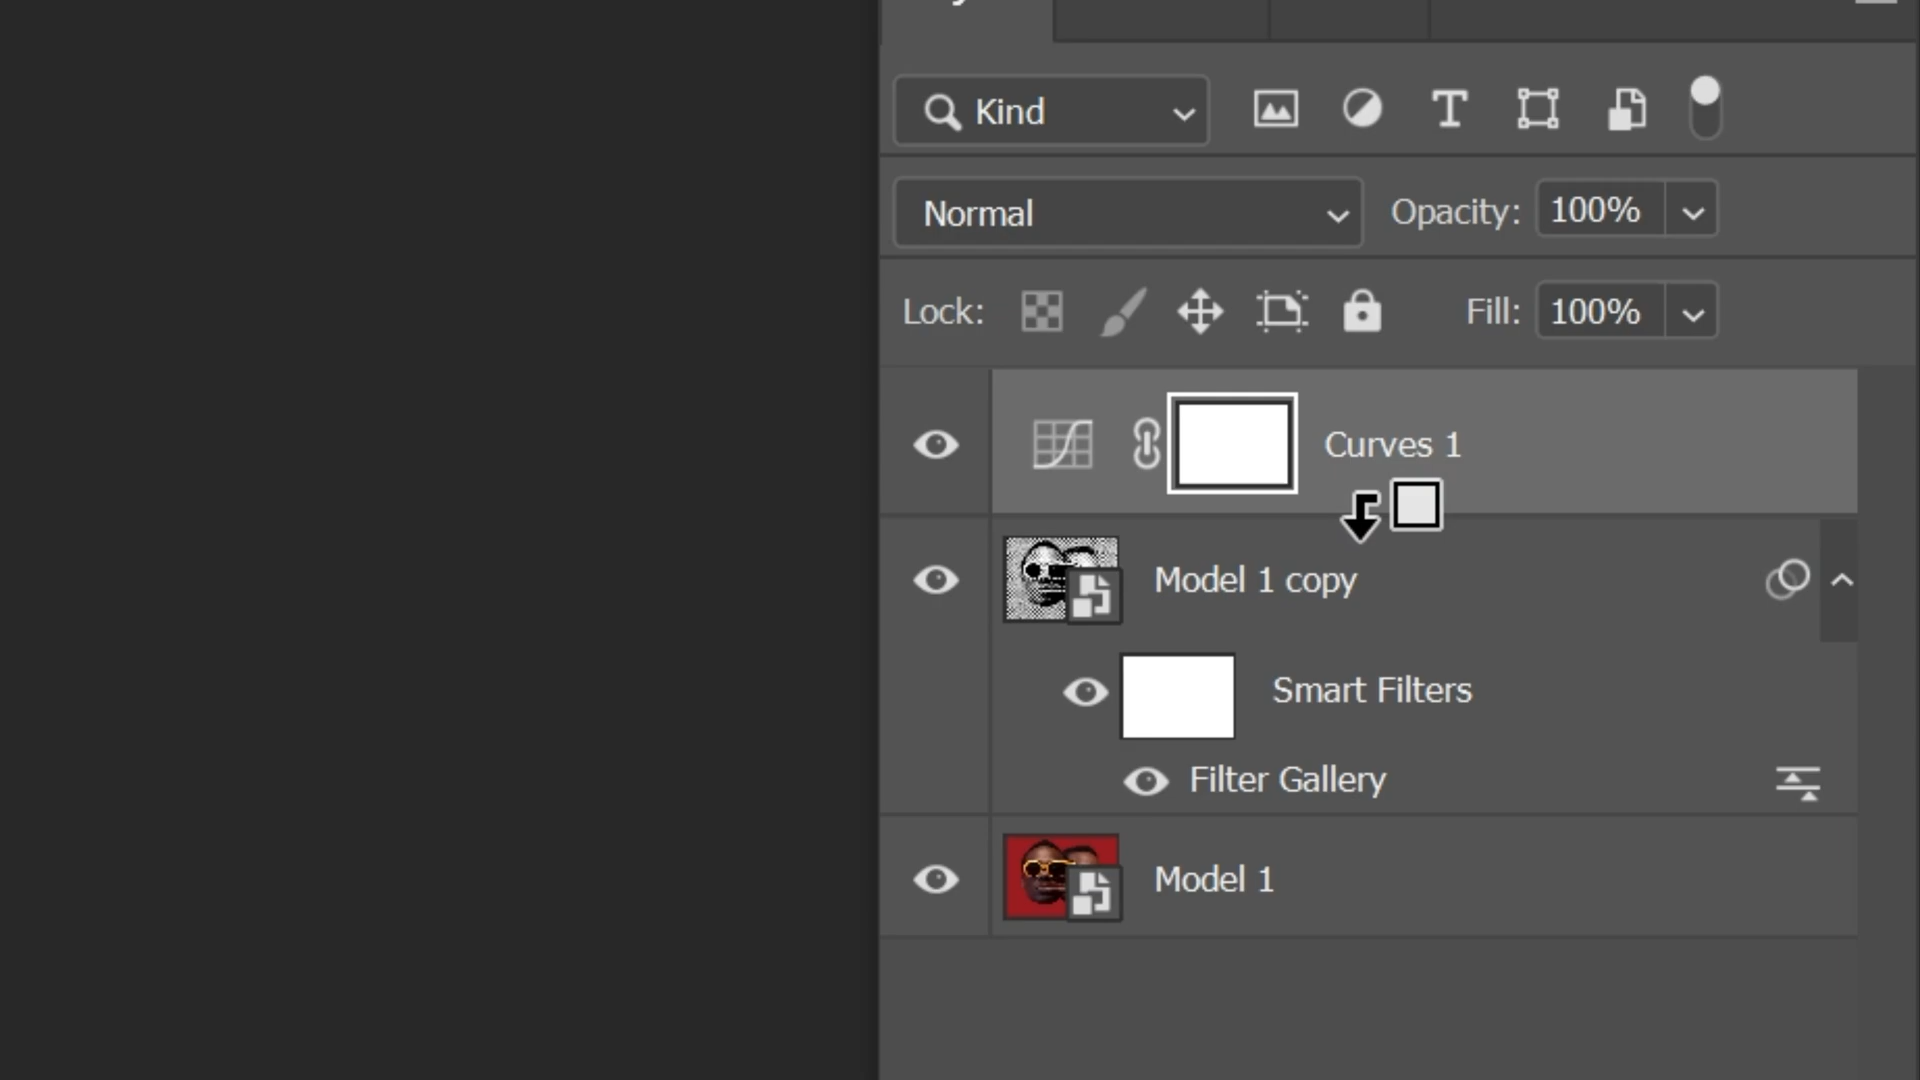 Kind
Normal
Opacity: 100%
Lock:
Fill: 100%
Curves 1
Model 1 copy
Smart Filters
Filter Gallery
Model 1